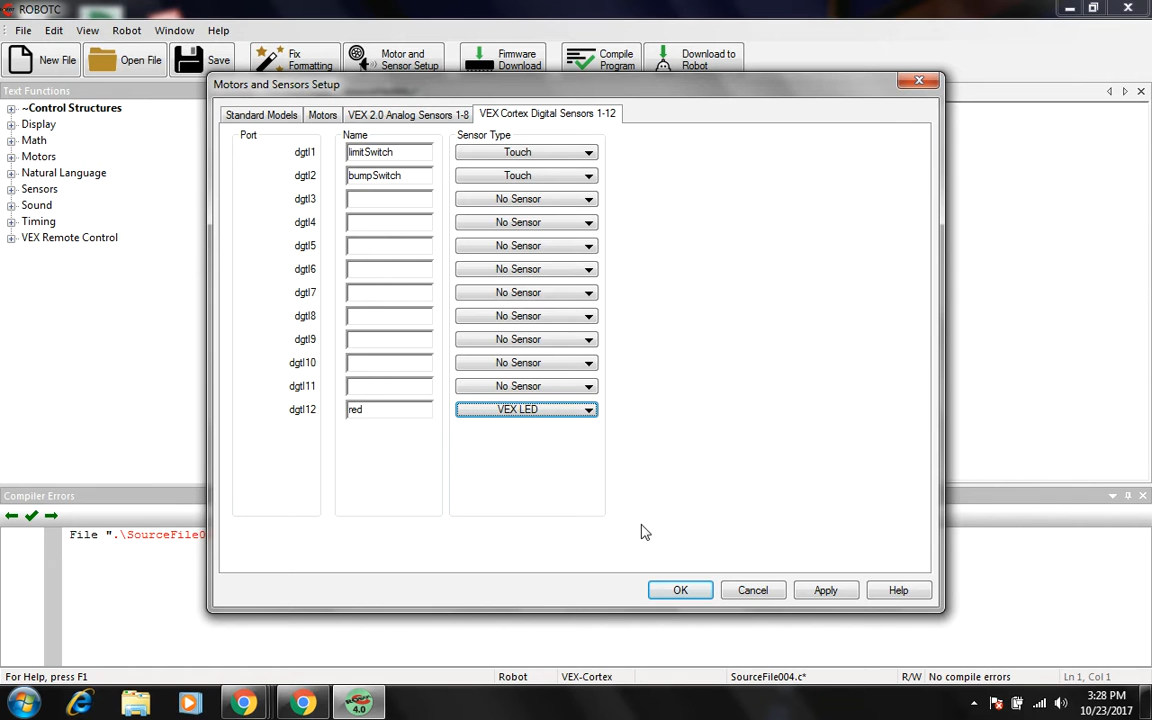 ROBOTC
File Edit View Robot Window Help
New File Open File Save Fix Formatting Motor and Sensor Setup Firmware Download Compile Program Download to Robot
Text Functions
~Control Structures
Display
Math
Motors
Natural Language
Sensors
Sound
Timing
VEX Remote Control
Motors and Sensors Setup
Standard Models Motors VEX 2.0 Analog Sensors 1-8 VEX Cortex Digital Sensors 1-12
Port Name Sensor Type
dgtl1 limitSwitch Touch
dgtl2 bumpSwitch Touch
dgtl3 No Sensor
dgtl4 No Sensor
dgtl5 No Sensor
dgtl6 No Sensor
dgtl7 No Sensor
dgtl8 No Sensor
dgtl9 No Sensor
dgtl10 No Sensor
dgtl11 No Sensor
dgtl12 red VEX LED
OK Cancel Apply Help
Compiler Errors
File ".\SourceFile0
For Help, press F1 Robot VEX-Cortex SourceFile004.c* R/W No compile errors Ln 1, Col 1
4.0
3:28 PM
10/23/2017